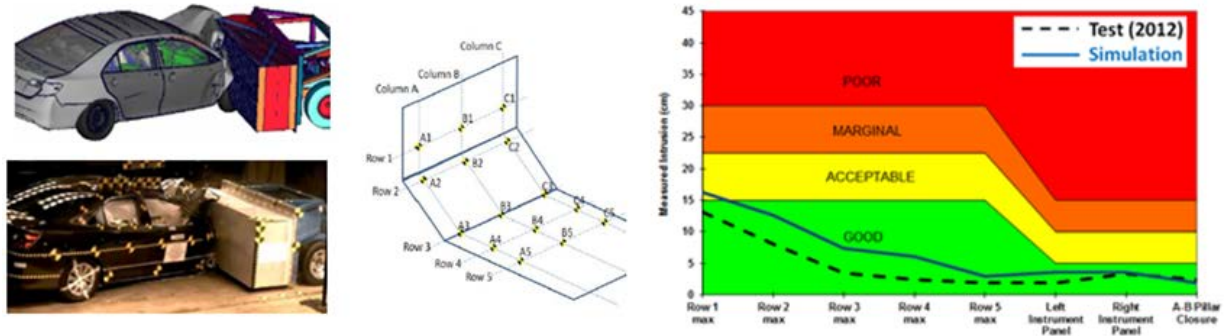 Column C
Column B
Column A
C1
B1
A1
Row 1
C2
B2
Row 2
A2
C3
C4
C5
B3
B4
B5
A3
Row 3
A4
Row 4
A5
Row 5
45
40
35
30
25
20
15
10
5
0
Measured Intrusion (cm)
Test (2012)
Simulation
POOR
MARGINAL
ACCEPTABLE
GOOD
Row 1 max
Row 2 max
Row 3 max
Row 4 max
Row 5 max
Left Instrument Panel
Right Instrument Panel
A-B Pillar Closure